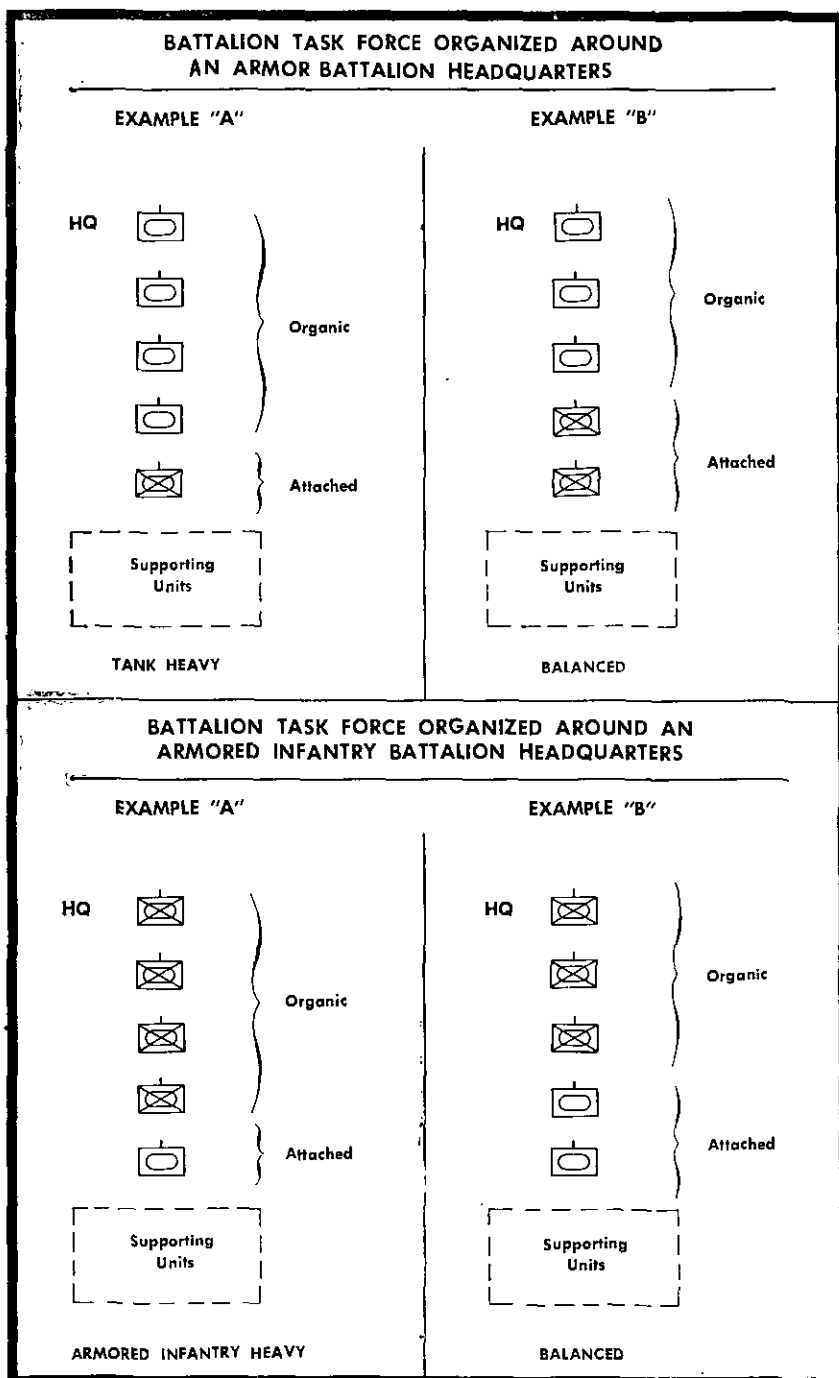 BATTALION TASK FORCE ORGANIZED AROUND
AN ARMOR BATTALION HEADQUARTERS
EXAMPLE "A"
HQ
Organic
Attached
Supporting
Units
TANK HEAVY
EXAMPLE "B"
HQ
Organic
Attached
Supporting
Units
BALANCED
BATTALION TASK FORCE ORGANIZED AROUND AN
ARMORED INFANTRY BATTALION HEADQUARTERS
EXAMPLE "A"
HQ
Organic
Attached
Supporting
Units
ARMORED INFANTRY HEAVY
EXAMPLE "B"
HQ
Organic
Attached
Supporting
Units
BALANCED